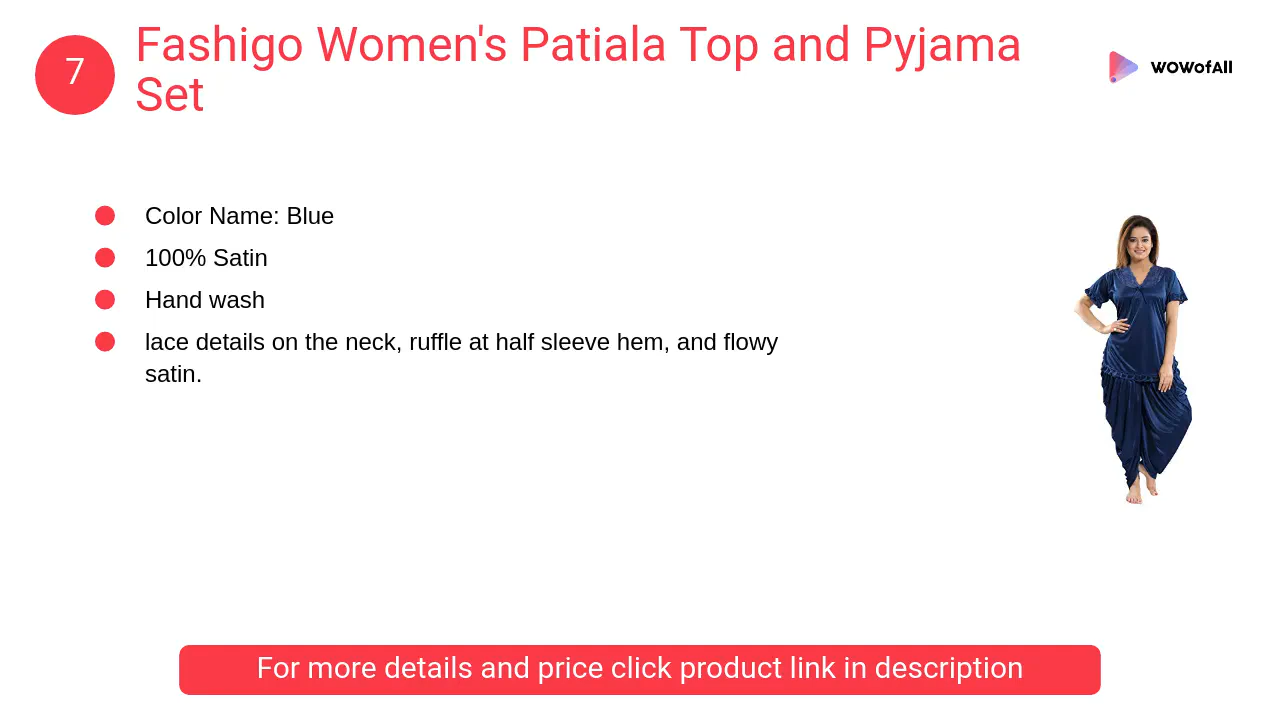 7
Fashigo Women's Patiala Top and Pyjama
Set
WOWofAll
Color Name: Blue
100% Satin
Hand wash
lace details on the neck, ruffle at half sleeve hem, and flowy
satin.
For more details and price click product link in description